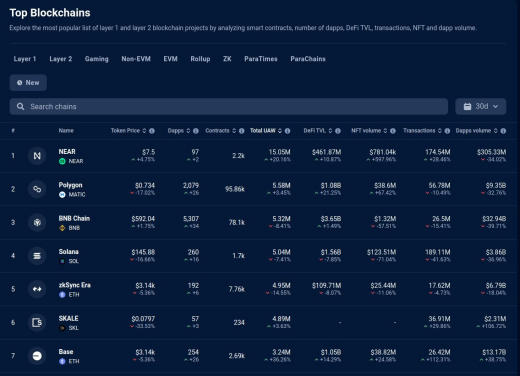 Top Blockchains
Explore the most popular list of layer 1 and layer 2 blockchain projects by analyzing smart contracts, number of dapps, DeFi TVL, transactions, NFT and dapp volume.
Layer 1 Layer 2 Gaming Non-EVM EVM Rollup ZK ParaTimes ParaChains
New
Search chains 30d
# Name Token Price Dapps Contracts Total UAW DeFi TVL NFT volume Transactions Dapps volume
1 NEAR $7.5 97 2.2k 15.05M $461.87M $781.04k 174.54M $305.33M
NEAR +4.75% +2 +20.16% +10.87% +597.96% +28.46% -34.02%
2 Polygon $0.734 2,079 95.86k 5.58M $1.08B $38.6M 56.78M $9.35B
MATIC -17.02% +26 +3.45% +21.25% +67.42% -10.49% -32.76%
3 BNB Chain $592.04 5,307 78.1k 5.32M $3.65B $1.32M 26.5M $32.94B
BNB +1.75% +34 -8.41% +1.49% -57.51% -15.41% -39.71%
4 Solana $145.88 260 1.7k 5.04M $1.56B $123.51M 189.11M $3.86B
SOL -16.66% +16 -7.41% -7.85% -71.04% -41.63% -36.96%
5 zkSync Era $3.14k 192 7.76k 4.95M $109.71M $25.44M 17.62M $6.79B
ETH -5.36% +6 -14.55% -8.07% -11.06% -4.73% -18.04%
6 SKALE $0.0797 57 234 4.89M - - 36.91M $2.31M
SKL -33.53% +3 +3.63% +29.86% +106.72%
7 Base $3.14k 254 2.69k 3.24M $1.05B $38.82M 26.42M $13.17B
ETH -5.36% +26 +36.26% +14.29% +24.58% +112.31% +38.75%